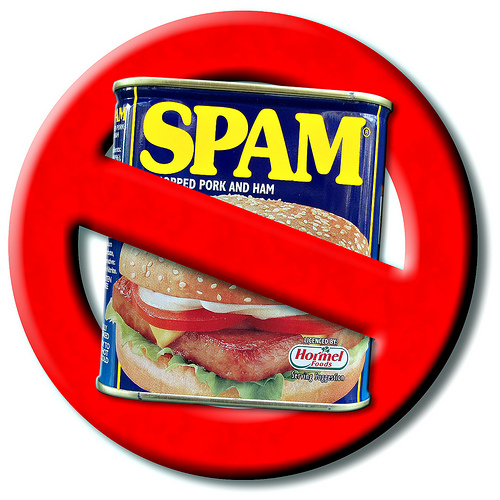 SPAM®
PORK AND HAM
LICENCED BY:
Hormel
Foods
Serving Suggestion